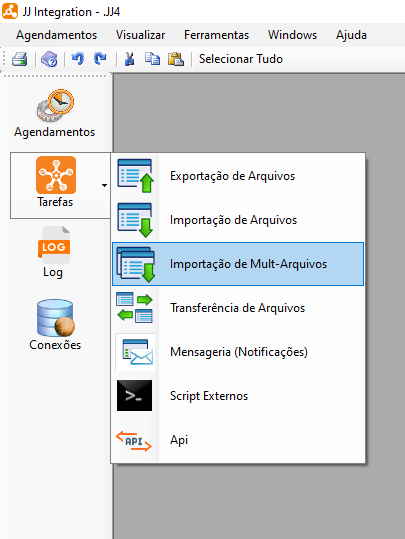 JJ Integration - .JJ4
Agendamentos Visualizar Ferramentas Windows Ajuda
Selecionar Tudo
Agendamentos
Tarefas
LOG
Log
Conexões
Exportação de Arquivos
Importação de Arquivos
Importação de Mult-Arquivos
Transferência de Arquivos
Mensageria (Notificações)
>_
Script Externos
API
Api